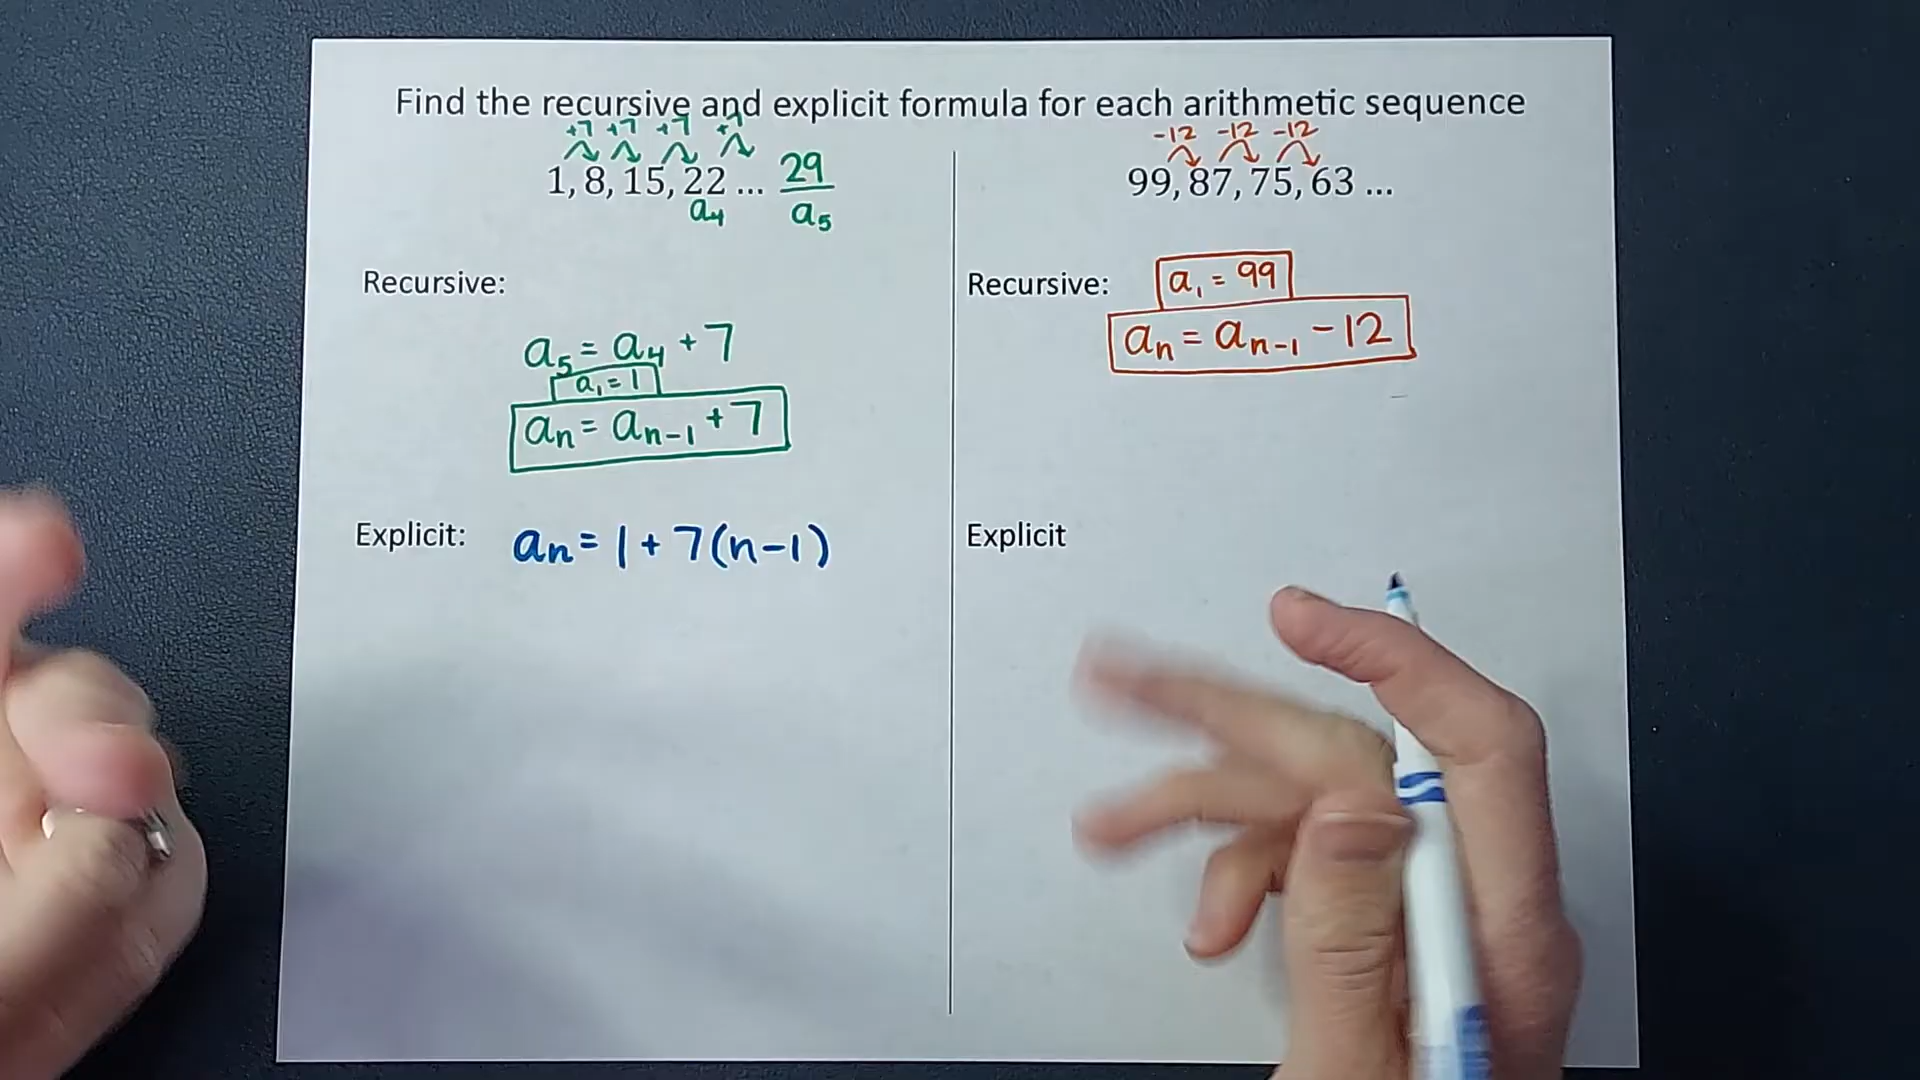 Find the recursive and explicit formula for each arithmetic sequence
+7 +7 +7 +7
1, 8, 15, 22 ... 29
a₄ a₅
Recursive:
a₅ = a₄ + 7
a₁ = 1
aₙ = aₙ₋₁ + 7
Explicit: aₙ = 1 + 7(n-1)
-12 -12 -12
99, 87, 75, 63 ...
Recursive: a₁ = 99
aₙ = aₙ₋₁ - 12
Explicit